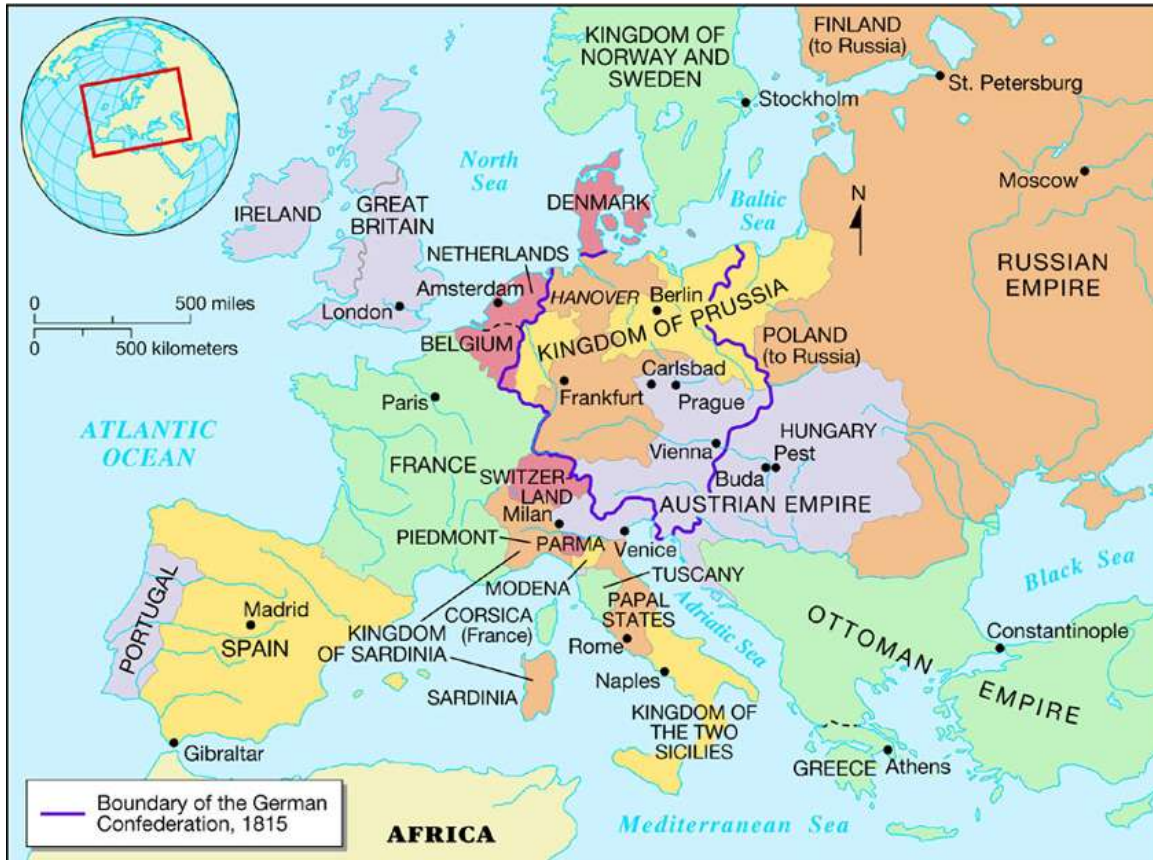 KINGDOM OF
NORWAY AND
SWEDEN
FINLAND
(to Russia)
St. Petersburg
Stockholm
North
Sea
Moscow
IRELAND
GREAT
BRITAIN
DENMARK
Baltic
Sea
N
NETHERLANDS
RUSSIAN
EMPIRE
0 500 miles
0 500 kilometers
Amsterdam
HANOVER
Berlin
London
KINGDOM OF PRUSSIA
BELGIUM
POLAND
(to Russia)
Carlsbad
Paris
Frankfurt
Prague
ATLANTIC
OCEAN
HUNGARY
Vienna
Pest
FRANCE
Buda
SWITZER-
LAND
AUSTRIAN EMPIRE
Milan
PIEDMONT
PARMA
Venice
Black Sea
MODENA
TUSCANY
PORTUGAL
Madrid
SPAIN
CORSICA
(France)
PAPAL
STATES
Adriatic Sea
KINGDOM
OF SARDINIA
Rome
OTTOMAN
EMPIRE
Constantinople
SARDINIA
Naples
KINGDOM OF
THE TWO
SICILIES
Gibraltar
GREECE
Athens
Boundary of the German
Confederation, 1815
AFRICA
Mediterranean Sea